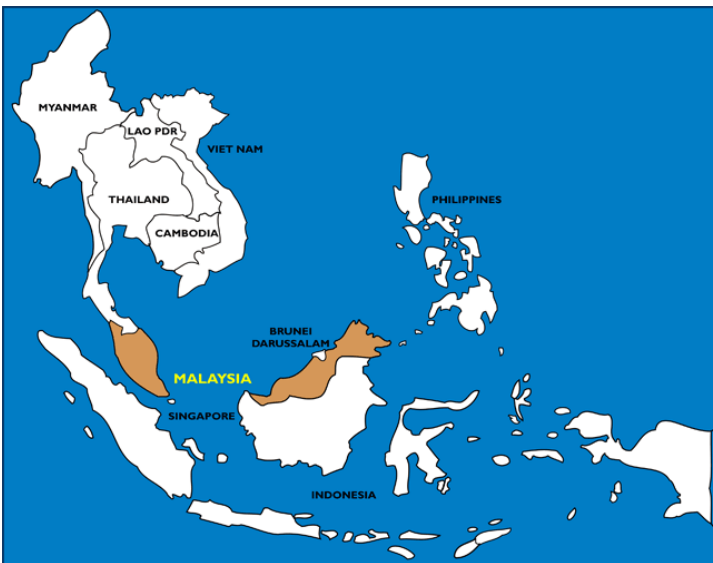 MYANMAR
LAO PDR
VIET NAM
THAILAND
PHILIPPINES
CAMBODIA
BRUNEI
DARUSSALAM
MALAYSIA
SINGAPORE
INDONESIA